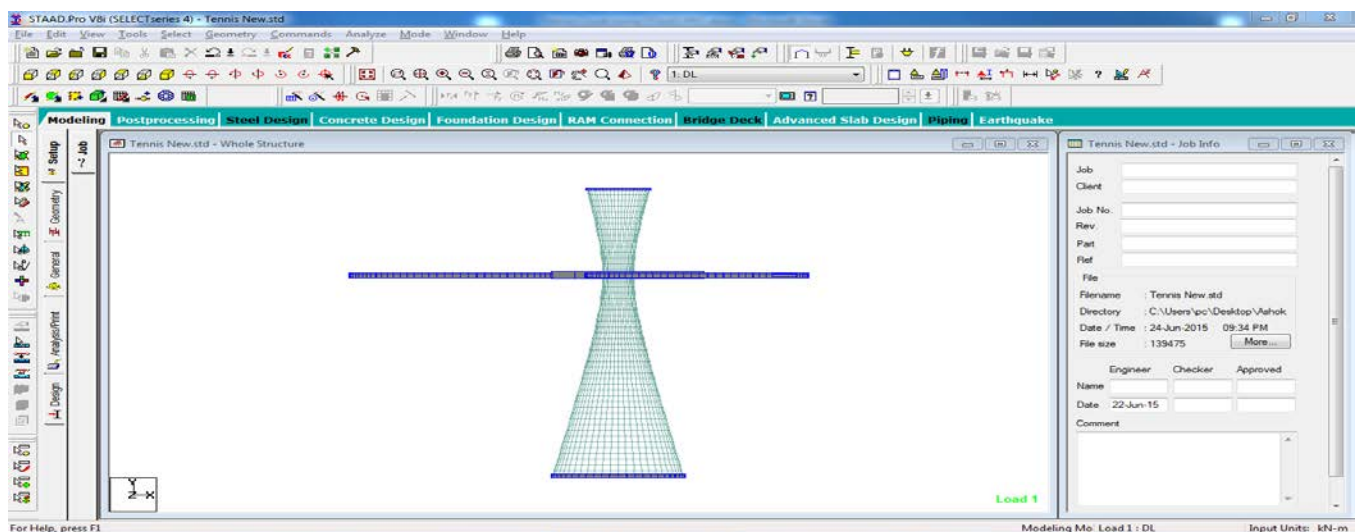 STAAD.Pro V8i (SELECTseries 4) - Tennis New.std
File Edit View Tools Select Geometry Commands Analyze Mode Window Help
1: DL
Modeling Postprocessing Steel Design Concrete Design Foundation Design RAM Connection Bridge Deck Advanced Slab Design Piping Earthquake
Setup
Geometry
General
Analysis/Print
Design
Job
Tennis New.std - Whole Structure
Y
Z X
Load 1
Tennis New.std - Job Info
Job
Client
Job No.
Rev.
Part
Ref
File
Filename : Tennis New.std
Directory : C:\Users\pc\Desktop\Ashok
Date / Time : 24-Jun-2015 09:34 PM
File size : 139475 More...
Engineer Checker Approved
Name
Date 22-Jun-15
Comment
For Help, press F1
Modeling Mo Load 1 : DL Input Units: kN-m